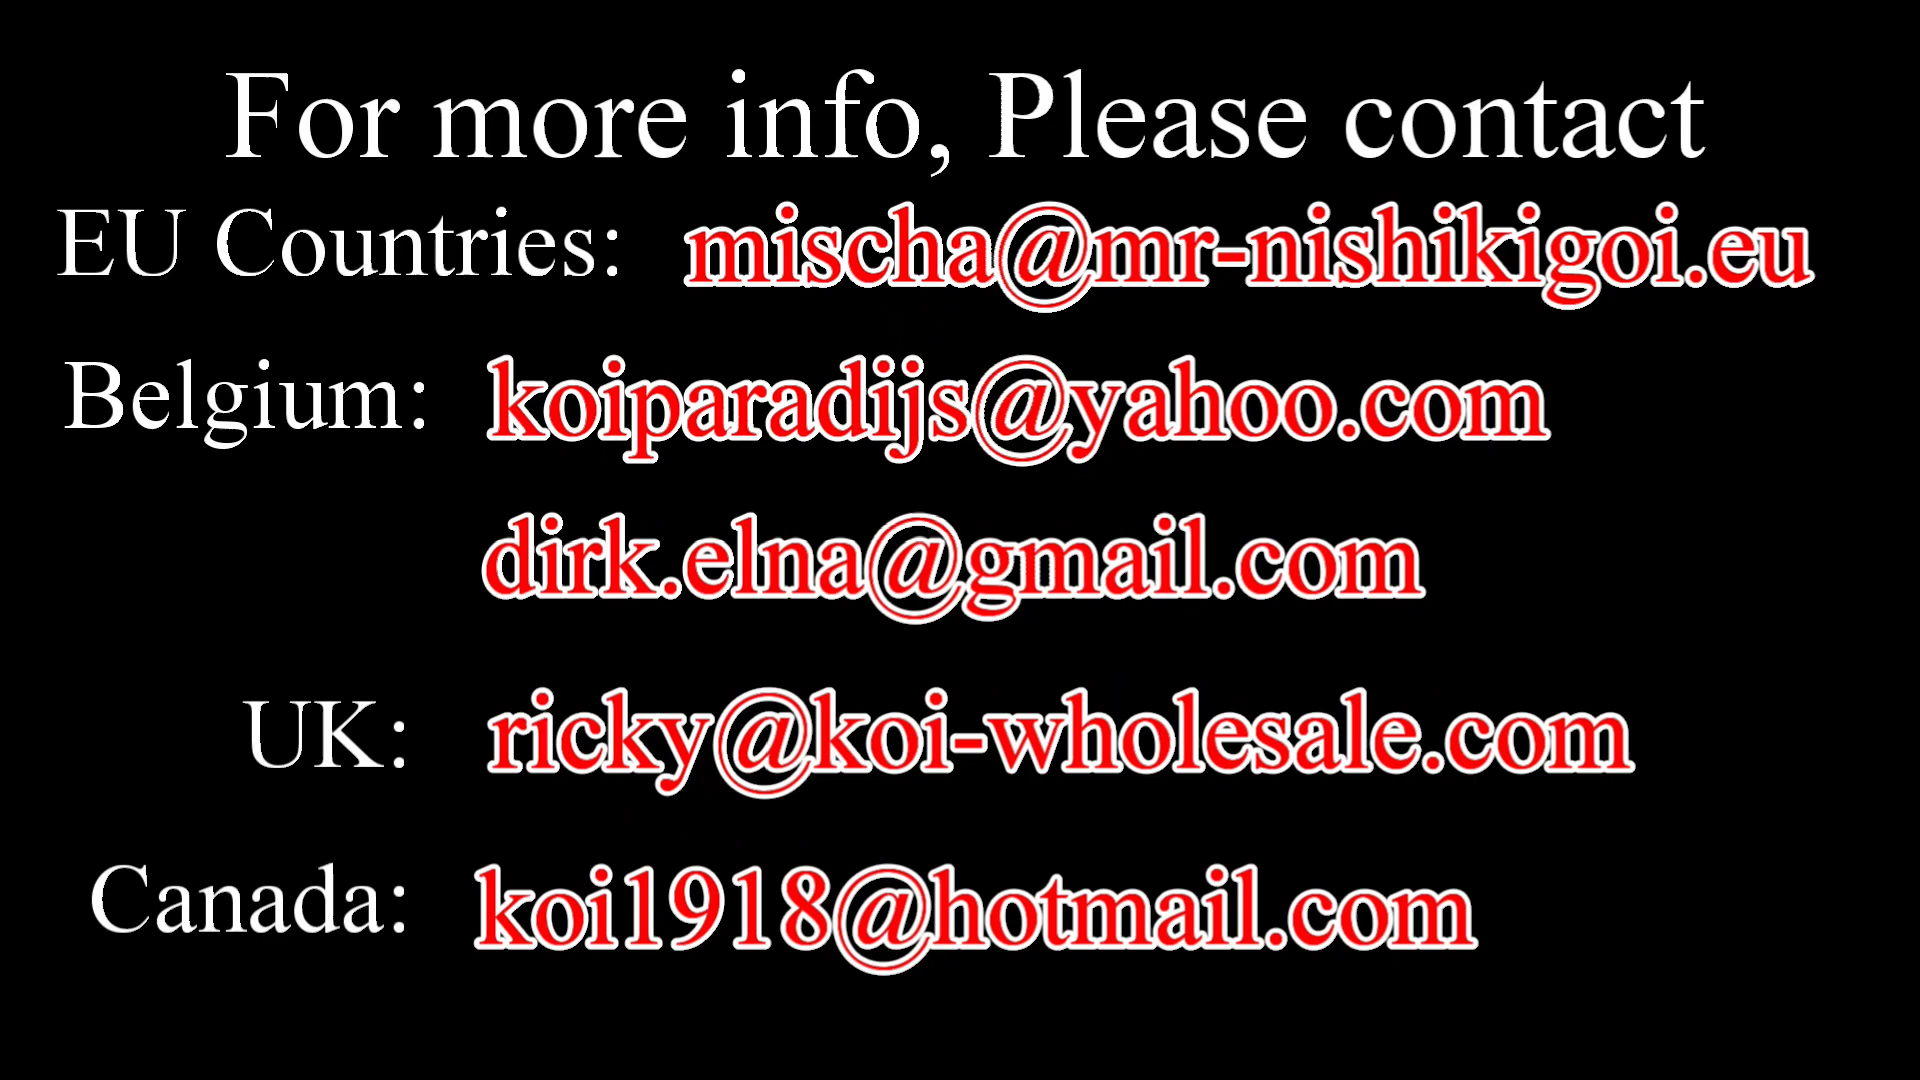 For more info, Please contact
EU Countries: mischa@mr-nishikigoi.eu
Belgium: koiparadijs@yahoo.com
dirk.elna@gmail.com
UK: ricky@koi-wholesale.com
Canada: koi1918@hotmail.com